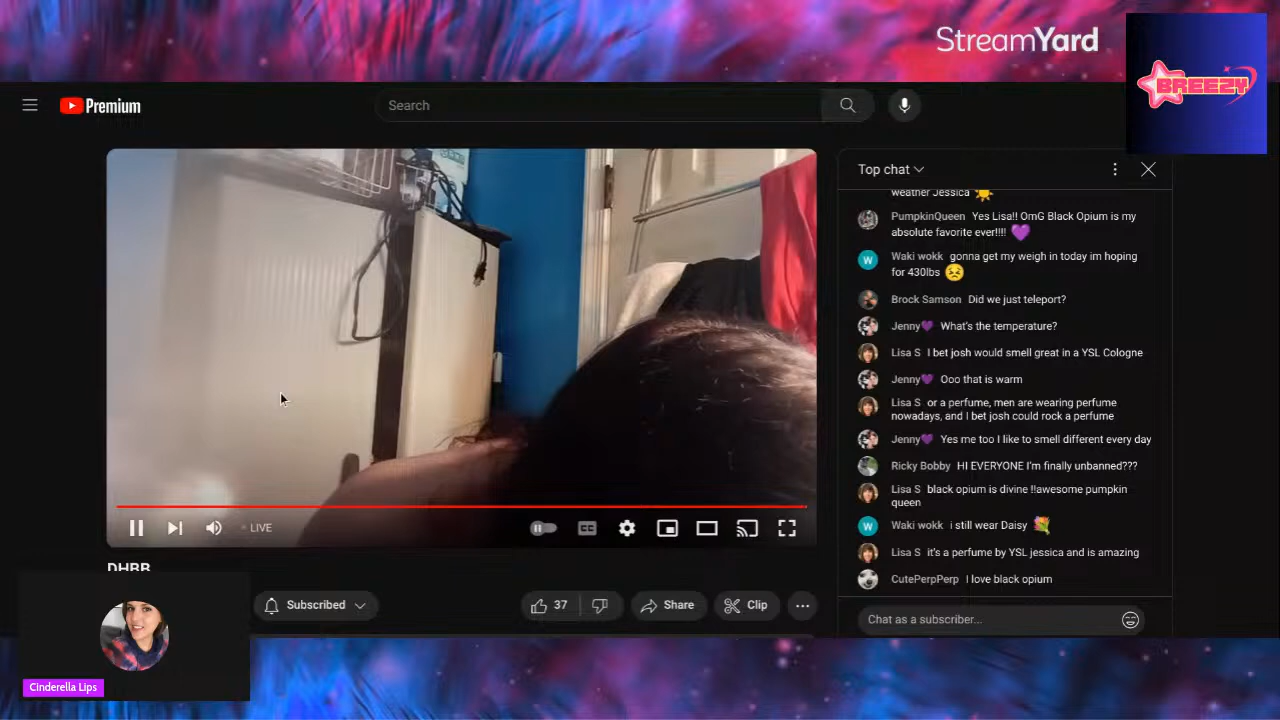 StreamYard
BREEZY
Premium
Search
Top chat
weather Jessica
PumpkinQueen Yes Lisa!! OmG Black Opium is my
absolute favorite ever!!!!
W Waki wokk gonna get my weigh in today im hoping
for 430lbs
Brock Samson Did we just teleport?
Jenny What's the temperature?
Lisa S I bet josh would smell great in a YSL Cologne
Jenny Ooo that is warm
Lisa S or a perfume, men are wearing perfume
nowadays, and I bet josh could rock a perfume
Jenny Yes me too I like to smell different every day
Ricky Bobby HI EVERYONE I'm finally unbanned???
Lisa S black opium is divine !!awesome pumpkin
queen
W Waki wokk i still wear Daisy
Lisa S it's a perfume by YSL jessica and is amazing
CutePerpPerp I love black opium
Chat as a subscriber...
LIVE
CC
DHRB
Subscribed
37
Share
Clip
Cinderella Lips